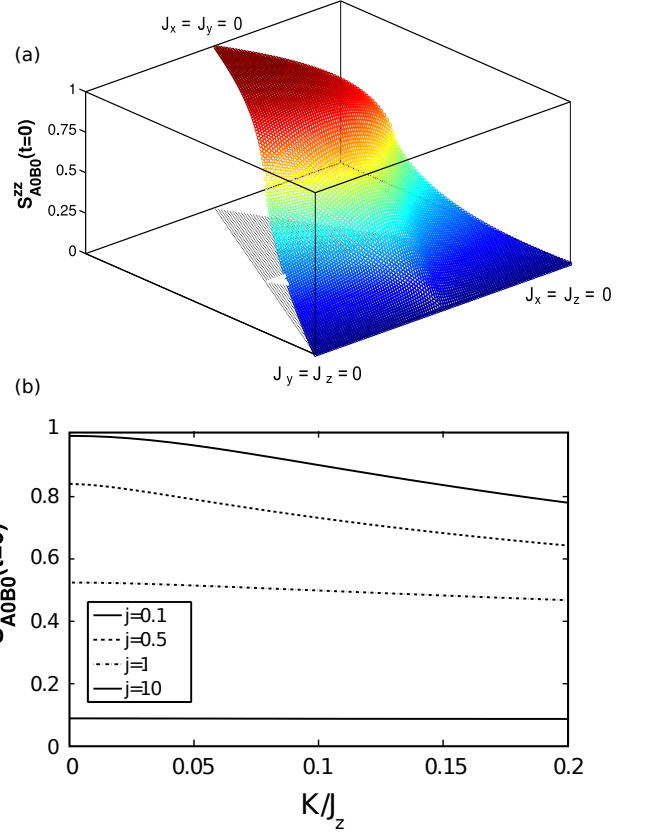 J_x = J_y = 0
(a)
1
0.75
0.5
0.25
0
S^zz_A0B0(t=0)
J_x = J_z = 0
J_y = J_z = 0
(b)
1
0.8
0.6
0.4
0.2
0
A0B0
j=0.1
j=0.5
j=1
j=10
0 0.05 0.1 0.15 0.2
K/J_z